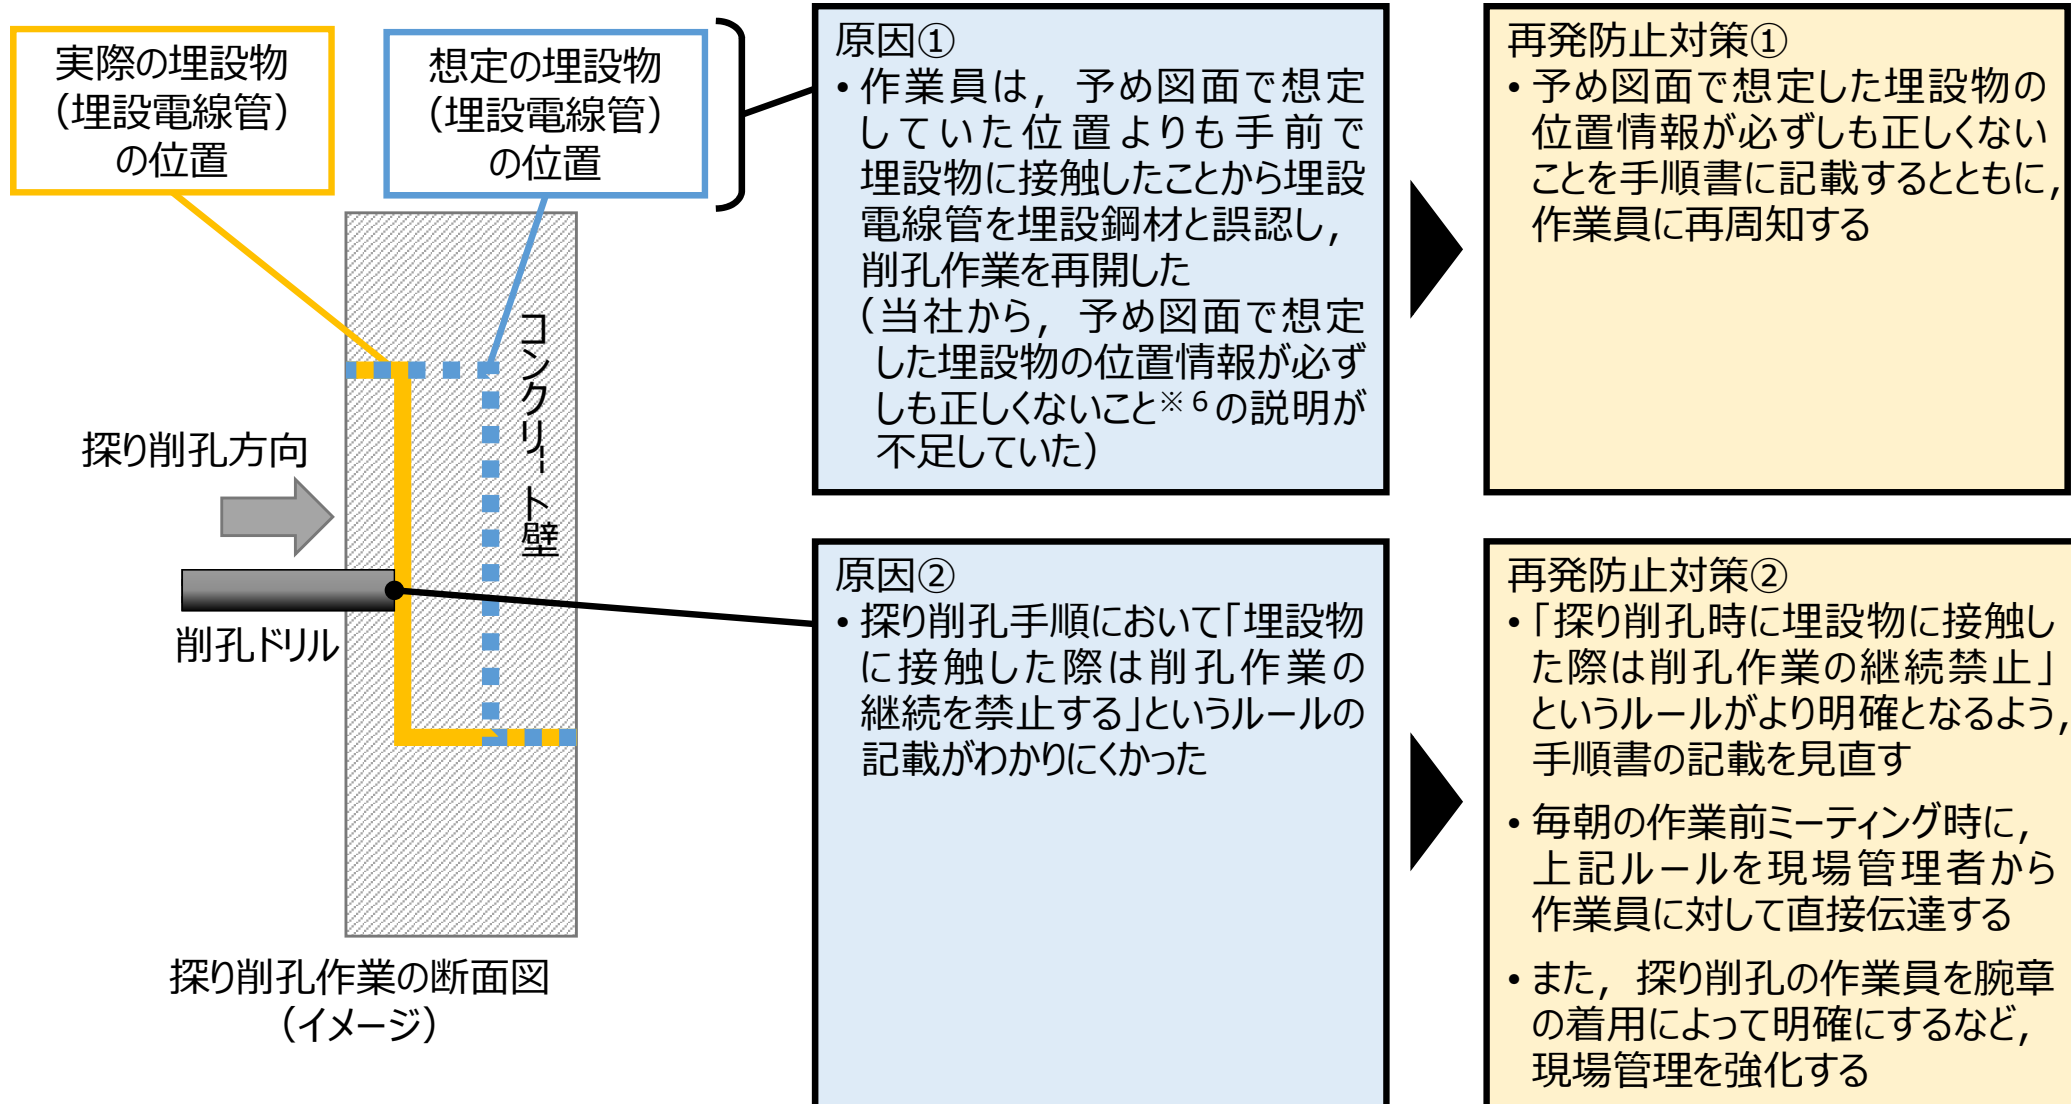 実際の埋設物
（埋設電線管）
の位置
想定の埋設物
（埋設電線管）
の位置
コンクリート壁
探り削孔方向
削孔ドリル
探り削孔作業の断面図
（イメージ）
原因①
• 作業員は，予め図面で想定
していた位置よりも手前で
埋設物に接触したことから埋設
電線管を埋設鋼材と誤認し，
削孔作業を再開した
（当社から，予め図面で想定
した埋設物の位置情報が必ず
しも正しくないこと※６の説明が
不足していた）
再発防止対策①
• 予め図面で想定した埋設物の
位置情報が必ずしも正しくない
ことを手順書に記載するとともに，
作業員に再周知する
原因②
• 探り削孔手順において「埋設物
に接触した際は削孔作業の
継続を禁止する」というルールの
記載がわかりにくかった
再発防止対策②
• 「探り削孔時に埋設物に接触し
た際は削孔作業の継続禁止」
というルールがより明確となるよう，
手順書の記載を見直す
• 毎朝の作業前ミーティング時に，
上記ルールを現場管理者から
作業員に対して直接伝達する
• また，探り削孔の作業員を腕章
の着用によって明確にするなど，
現場管理を強化する